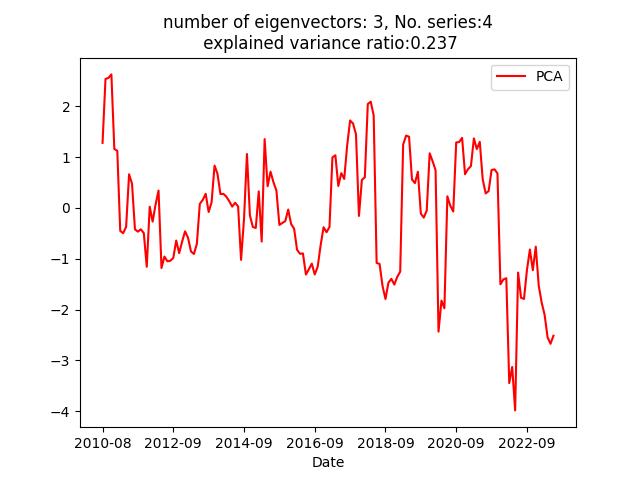 number of eigenvectors: 3, No. series:4
explained variance ratio:0.237
PCA
2
1
0
−1
−2
−3
−4
2010-08 2012-09 2014-09 2016-09 2018-09 2020-09 2022-09
Date